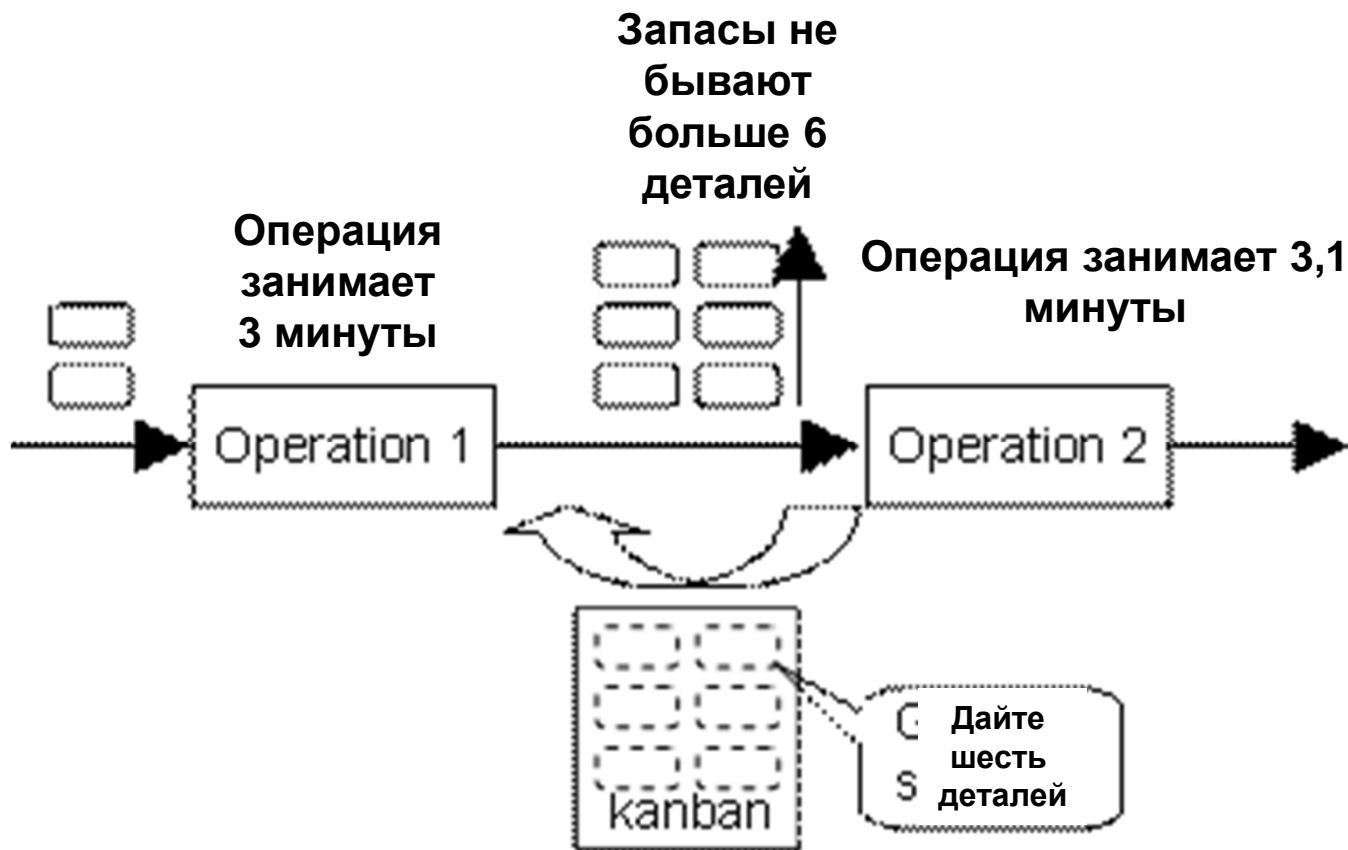 Запасы не
бывают
больше 6
деталей
Операция
занимает
3 минуты
Операция занимает 3,1
минуты
Operation 1
Operation 2
kanban
G
s
Дайте
шесть
деталей